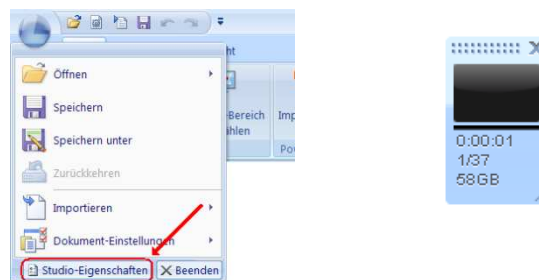 ht
Öffnen
Speichern
-Bereich
Imp
Speichern unter
ählen
Po
Zurückkehren
Importieren
Dokument-Einstellungen
Studio-Eigenschaften
Beenden
0:00:01
1/37
58GB